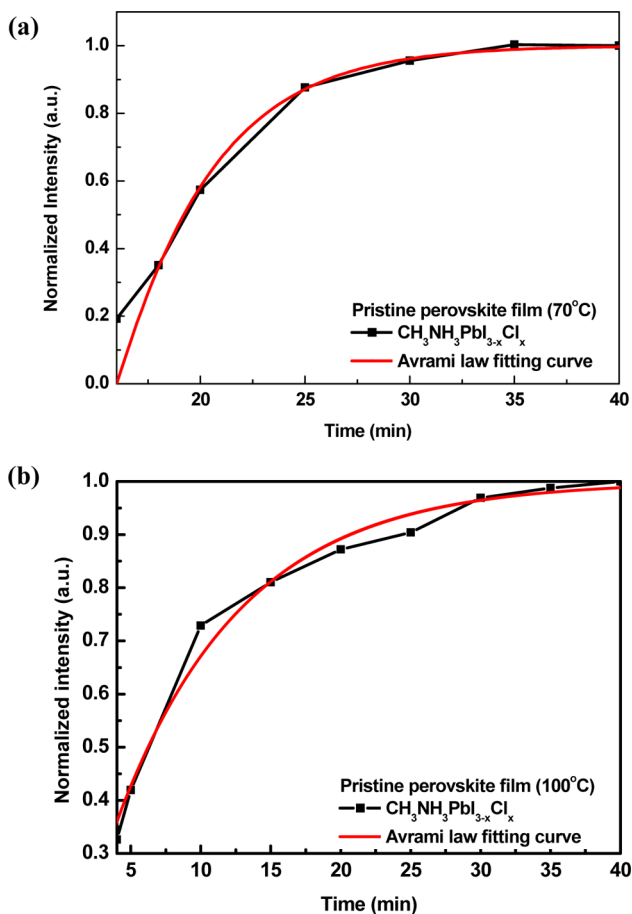 (a)
1.0
0.8
0.6
0.4
0.2
0.0
Normalized Intensity (a.u.)
Pristine perovskite film (70°C)
CH₃NH₃PbI₃₋ₓClₓ
Avrami law fitting curve
20 25 30 35 40
Time (min)
(b)
1.0
0.9
0.8
0.7
0.6
0.5
0.4
0.3
Normalized intensity (a.u.)
Pristine perovskite film (100°C)
CH₃NH₃PbI₃₋ₓClₓ
Avrami law fitting curve
5 10 15 20 25 30 35 40
Time (min)